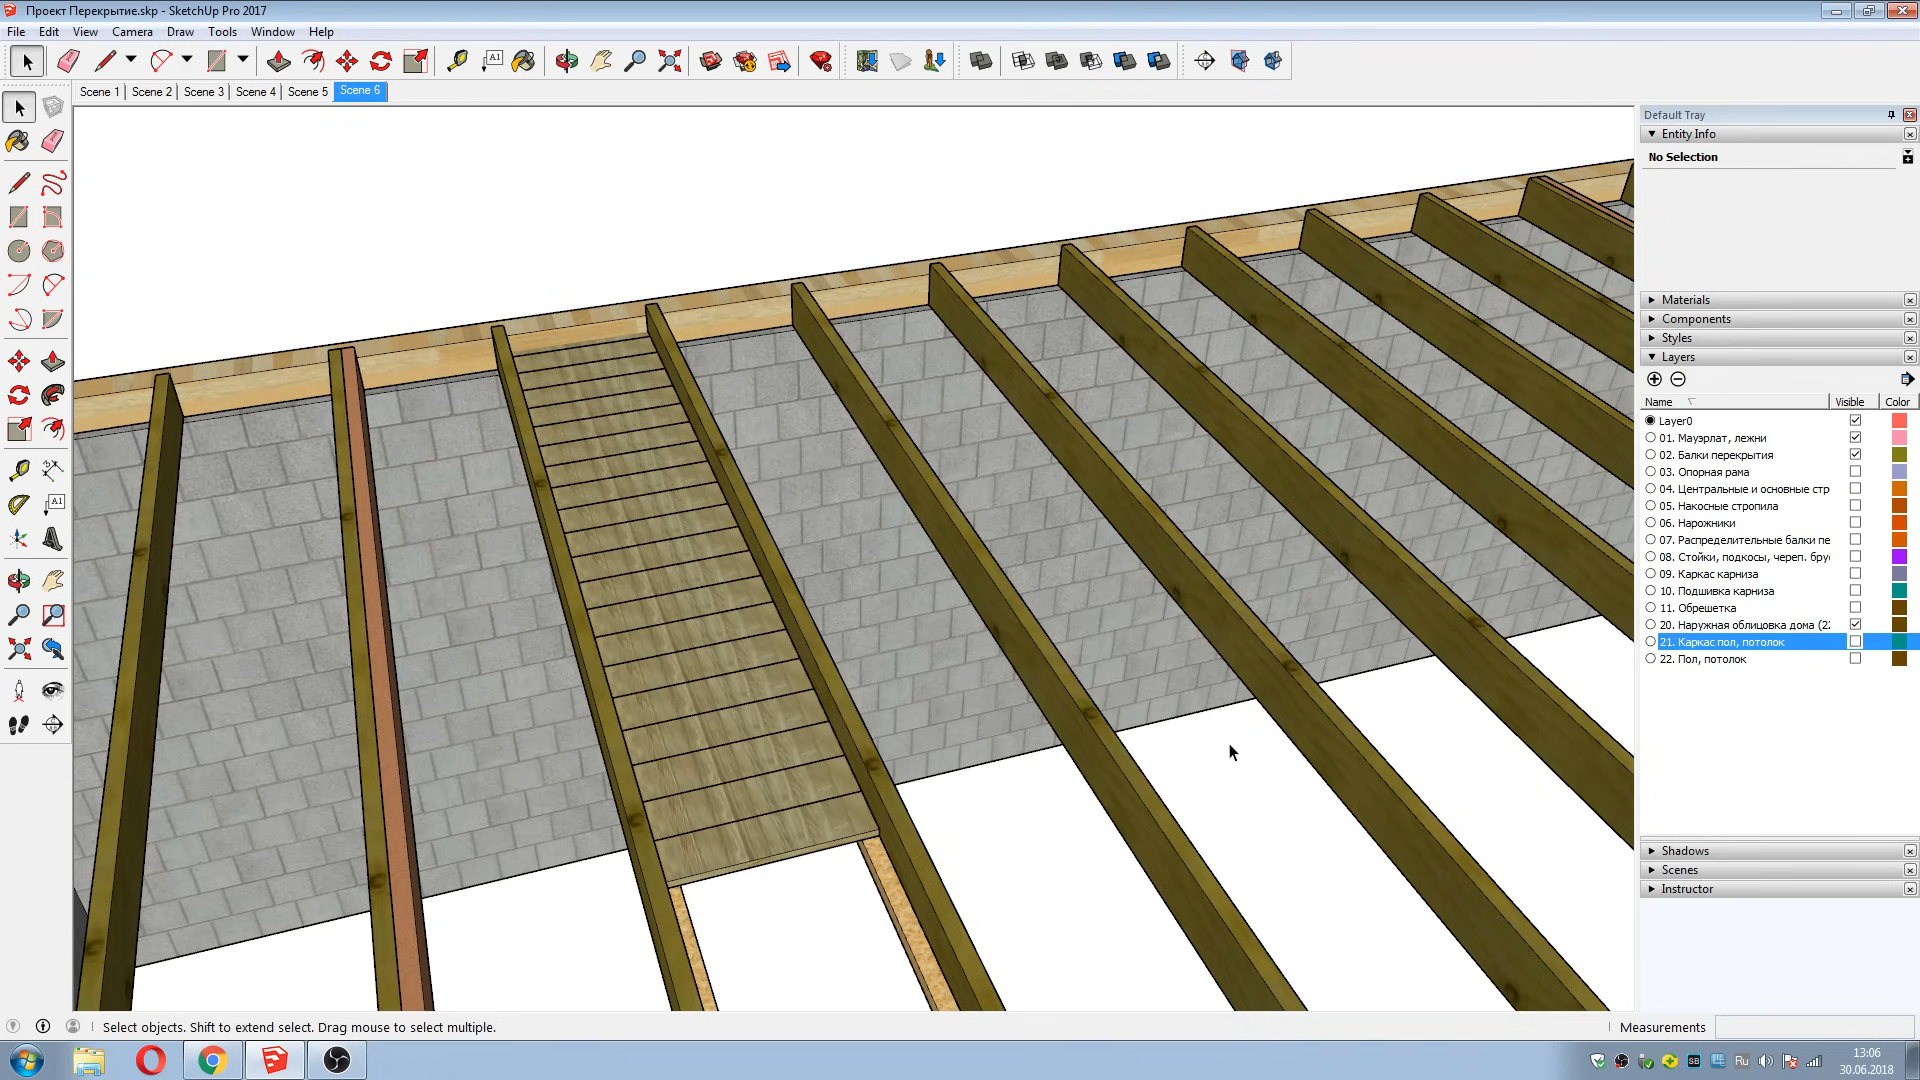 Проект Перекрытие.skp - SketchUp Pro 2017
File Edit View Camera Draw Tools Window Help
A1
Scene 1 Scene 2 Scene 3 Scene 4 Scene 5 Scene 6
Default Tray
Entity Info
No Selection
Materials
Components
Styles
Layers
Name Visible Color
Layer0
01. Мауэрлат, лежни
02. Балки перекрытия
03. Опорная рама
04. Центральные и основные стр
05. Накосные стропила
06. Нарожники
07. Распределительные балки пе
08. Стойки, подкосы, череп. бру
09. Каркас карниза
10. Подшивка карниза
11. Обрешетка
20. Наружная облицовка дома (22
21. Каркас пол, потолок
22. Пол, потолок
A1
Shadows
Scenes
Instructor
Select objects. Shift to extend select. Drag mouse to select multiple.
Measurements
SB
Ru
13:06
30.06.2018